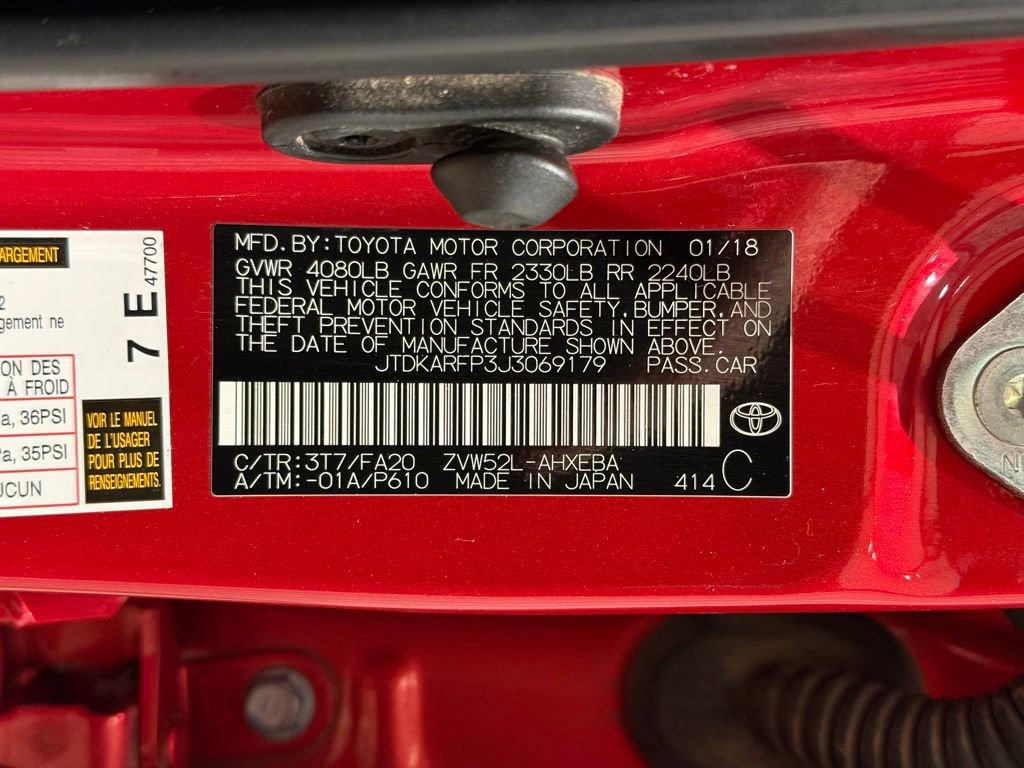 ARGEMENT
2
gement ne
ION DES
À FROID
a, 36PSI
Pa, 35PSI
UCUN
7 E 47700
VOIR LE MANUEL
DE L'USAGER
POUR PLUS DE
RENSEIGNEMENTS.
MFD.BY:TOYOTA MOTOR CORPORATION 01/18
GVWR 4080LB GAWR FR 2330LB RR 2240LB
THIS VEHICLE CONFORMS TO ALL APPLICABLE
FEDERAL MOTOR VEHICLE SAFETY,BUMPER,AND
THEFT PREVENTION STANDARDS IN EFFECT ON
THE DATE OF MANUFACTURE SHOWN ABOVE.
JTDKARFP3J3069179 PASS.CAR
C/TR:3T7/FA20 ZVW52L-AHXEBA
A/TM:-01A/P610 MADE IN JAPAN 414 C
N